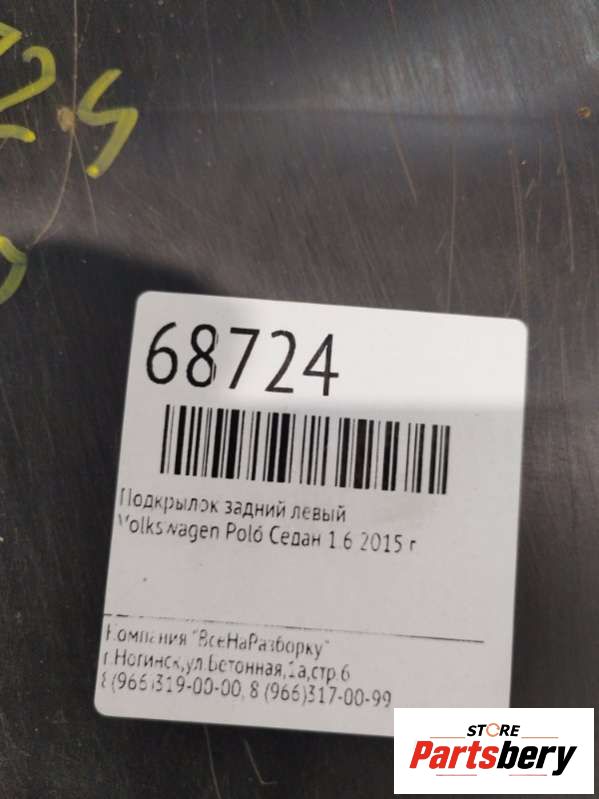 68724
Подкрылок задний левый
Volkswagen Polo Седан 1.6 2015 г
Компания "ВсеНаРазборку"
г.Ногинск,ул.Бетонная,1а,стр.6
8(966)319-00-00, 8 (966)317-00-99
STORE
Partsbery